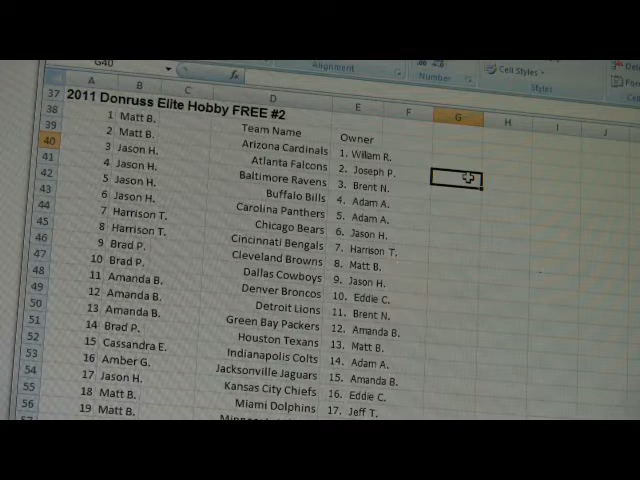 G40 fx Alignment Number Cell Styles Styles
A B C D E F G H I J
37 2011 Donruss Elite Hobby FREE #2
38 1 Matt B. Team Name Owner
39 2 Matt B. Arizona Cardinals 1. Willam R.
40 3 Jason H. Atlanta Falcons 2. Joseph P.
41 4 Jason H. Baltimore Ravens 3. Brent N.
42 5 Jason H. Buffalo Bills 4. Adam A.
43 6 Jason H. Carolina Panthers 5. Adam A.
44 7 Harrison T. Chicago Bears 6. Jason H.
45 8 Harrison T. Cincinnati Bengals 7. Harrison T.
46 9 Brad P. Cleveland Browns 8. Matt B.
47 10 Brad P. Dallas Cowboys 9. Jason H.
48 11 Amanda B. Denver Broncos 10. Eddie C.
49 12 Amanda B. Detroit Lions 11. Brent N.
50 13 Amanda B. Green Bay Packers 12. Amanda B.
51 14 Brad P. Houston Texans 13. Matt B.
52 15 Cassandra E. Indianapolis Colts 14. Adam A.
53 16 Amber G. Jacksonville Jaguars 15. Amanda B.
54 17 Jason H. Kansas City Chiefs 16. Eddie C.
55 18 Matt B. Miami Dolphins 17. Jeff T.
56 19 Matt B.